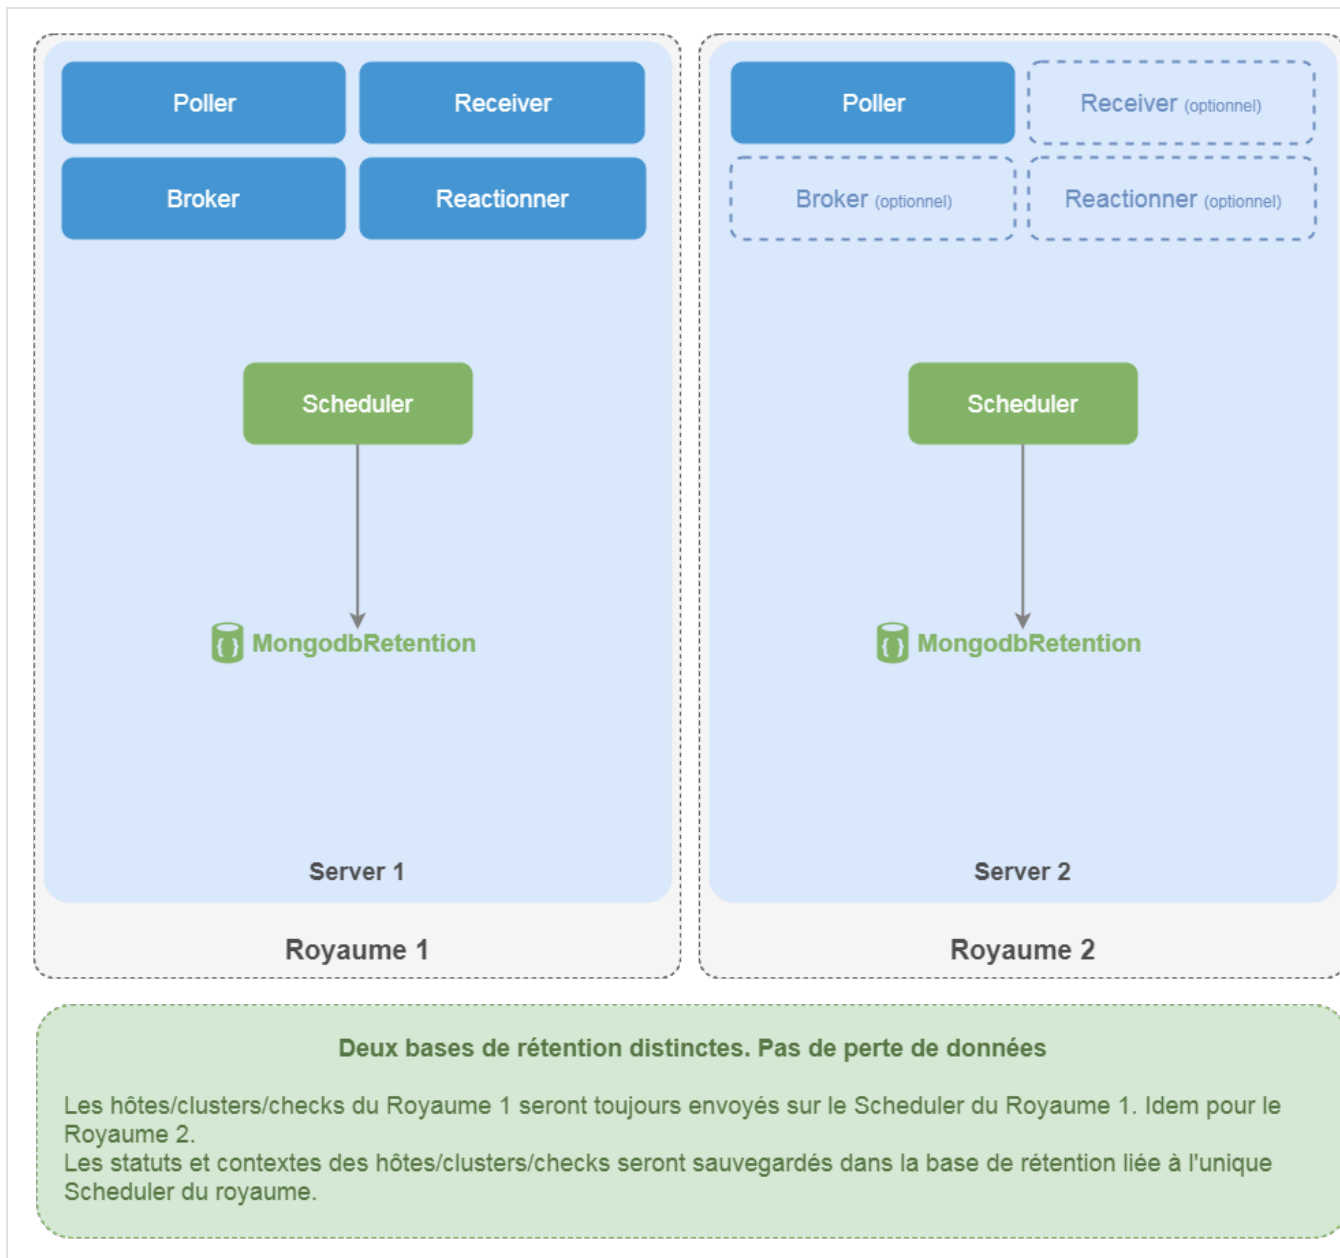 Poller
Receiver
Broker
Reactionner
Scheduler
{ } MongodbRetention
Server 1
Royaume 1
Poller
Receiver (optionnel)
Broker (optionnel)
Reactionner (optionnel)
Scheduler
{ } MongodbRetention
Server 2
Royaume 2
Deux bases de rétention distinctes. Pas de perte de données
Les hôtes/clusters/checks du Royaume 1 seront toujours envoyés sur le Scheduler du Royaume 1. Idem pour le
Royaume 2.
Les statuts et contextes des hôtes/clusters/checks seront sauvegardés dans la base de rétention liée à l'unique
Scheduler du royaume.